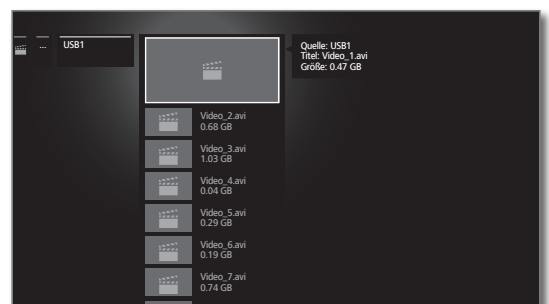 ...
USB1
Quelle: USB1
Titel: Video_1.avi
Größe: 0.47 GB
Video_2.avi
0.68 GB
Video_3.avi
1.03 GB
Video_4.avi
0.04 GB
Video_5.avi
0.29 GB
Video_6.avi
0.19 GB
Video_7.avi
0.74 GB